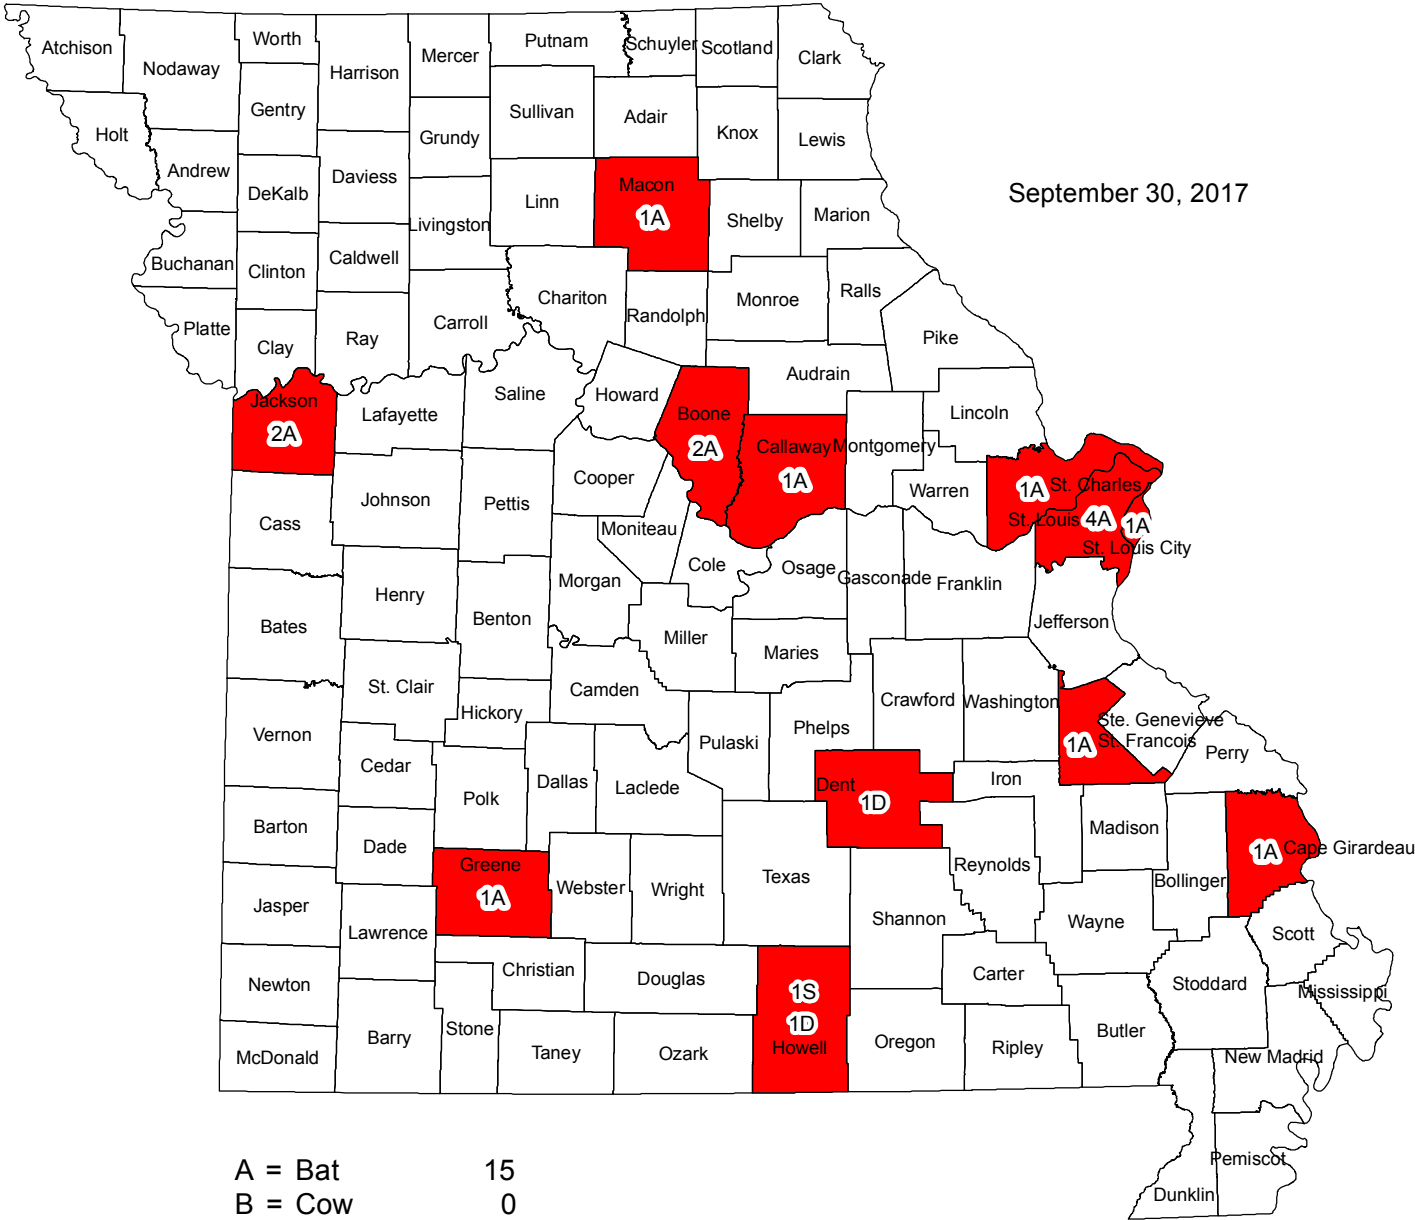 Atchison
Nodaway
Worth
Harrison
Mercer
Putnam
Schuyler
Scotland
Clark
Holt
Andrew
Gentry
DeKalb
Daviess
Grundy
Sullivan
Adair
Knox
Lewis
Livingston
Linn
Macon
1A
Shelby
Marion
September 30, 2017
Buchanan
Clinton
Caldwell
Platte
Clay
Ray
Carroll
Chariton
Randolph
Monroe
Ralls
Pike
Audrain
Jackson
2A
Lafayette
Saline
Howard
Boone
2A
Callaway
1A
Montgomery
Lincoln
Warren
1A
St. Charles
St. Louis
4A
1A
St. Louis City
Cass
Johnson
Pettis
Cooper
Moniteau
Morgan
Cole
Osage
Gasconade
Franklin
Jefferson
Bates
Henry
Benton
Miller
Maries
St. Clair
Camden
Hickory
Vernon
Crawford
Washington
Phelps
Pulaski
Ste. Genevieve
St. Francois
1A
Perry
Cedar
Dallas
Laclede
Polk
Dent
1D
Iron
Barton
Dade
Madison
1A
Cape Girardeau
Greene
1A
Webster
Wright
Texas
Reynolds
Bollinger
Jasper
Lawrence
Shannon
Wayne
Scott
Newton
Christian
Douglas
1S
1D
Howell
Carter
Stoddard
Mississippi
McDonald
Barry
Stone
Taney
Ozark
Oregon
Ripley
Butler
New Madrid
Pemiscot
Dunklin
A = Bat 15
B = Cow 0